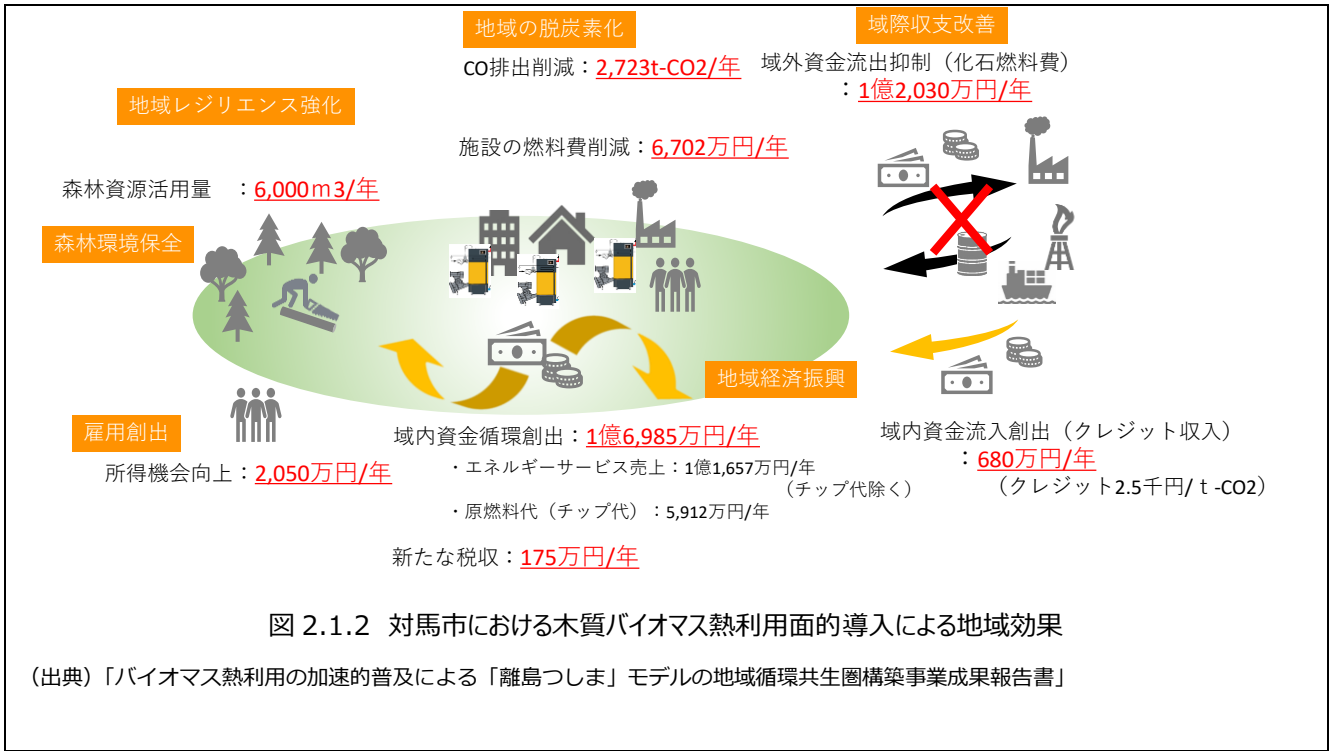 地域の脱炭素化
CO排出削減：2,723t-CO2/年
域際収支改善
域外資金流出抑制（化石燃料費）
：1億2,030万円/年
地域レジリエンス強化
施設の燃料費削減：6,702万円/年
森林資源活用量　：6,000ｍ3/年
森林環境保全
地域経済振興
雇用創出
所得機会向上：2,050万円/年
域内資金循環創出：1億6,985万円/年
・エネルギーサービス売上：1億1,657万円/年
（チップ代除く）
・原燃料代（チップ代）：5,912万円/年
新たな税収：175万円/年
域内資金流入創出（クレジット収入）
：680万円/年
（クレジット2.5千円/ｔ-CO2）
図 2.1.2 対馬市における木質バイオマス熱利用面的導入による地域効果
（出典）「バイオマス熱利用の加速的普及による「離島つしま」モデルの地域循環共生圏構築事業成果報告書」